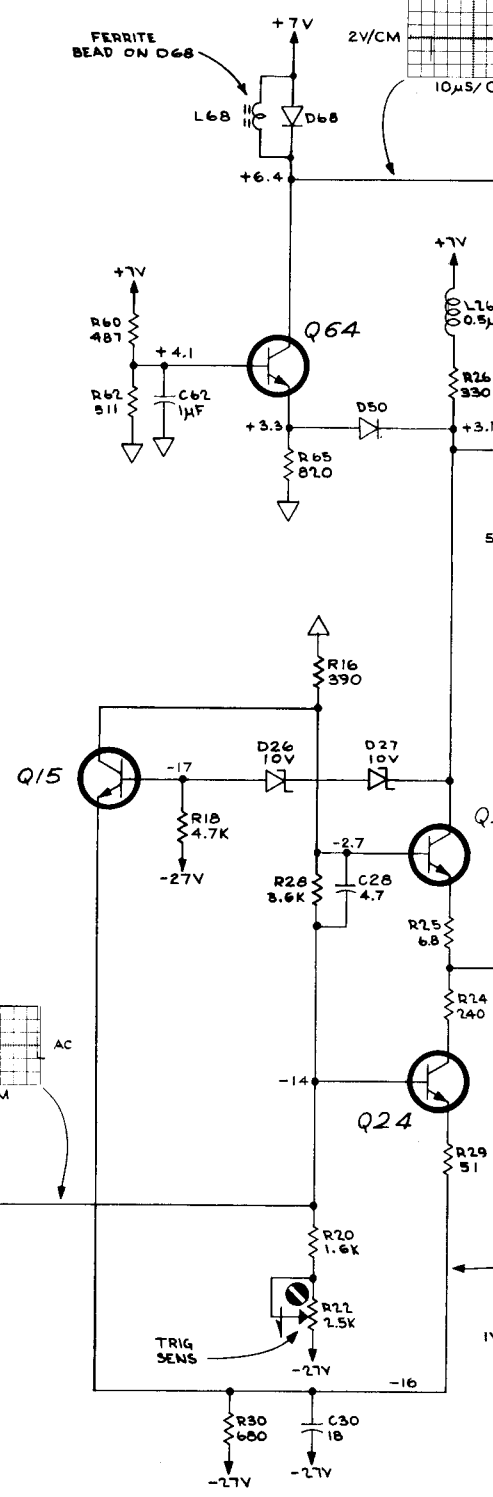 +7V
FERRITE
BEAD ON D68
2V/CM
10µS/
L68
D68
+6.4
+7V
+7V
L26
0.5µ
R60
487
Q64
+4.1
R26
330
R62
511
C62
1µF
D50
+3.3
+3.1
R65
820
5
R16
390
D26
10V
D27
10V
Q15
-17
R18
4.7K
-27V
-2.7
R28
3.6K
C28
4.7
R25
6.8
R24
240
AC
M
-14
Q24
R29
51
R20
1.6K
R22
2.5K
TRIG
SENS
-27V
1V
-16
R30
680
C30
18
-27V
-27V